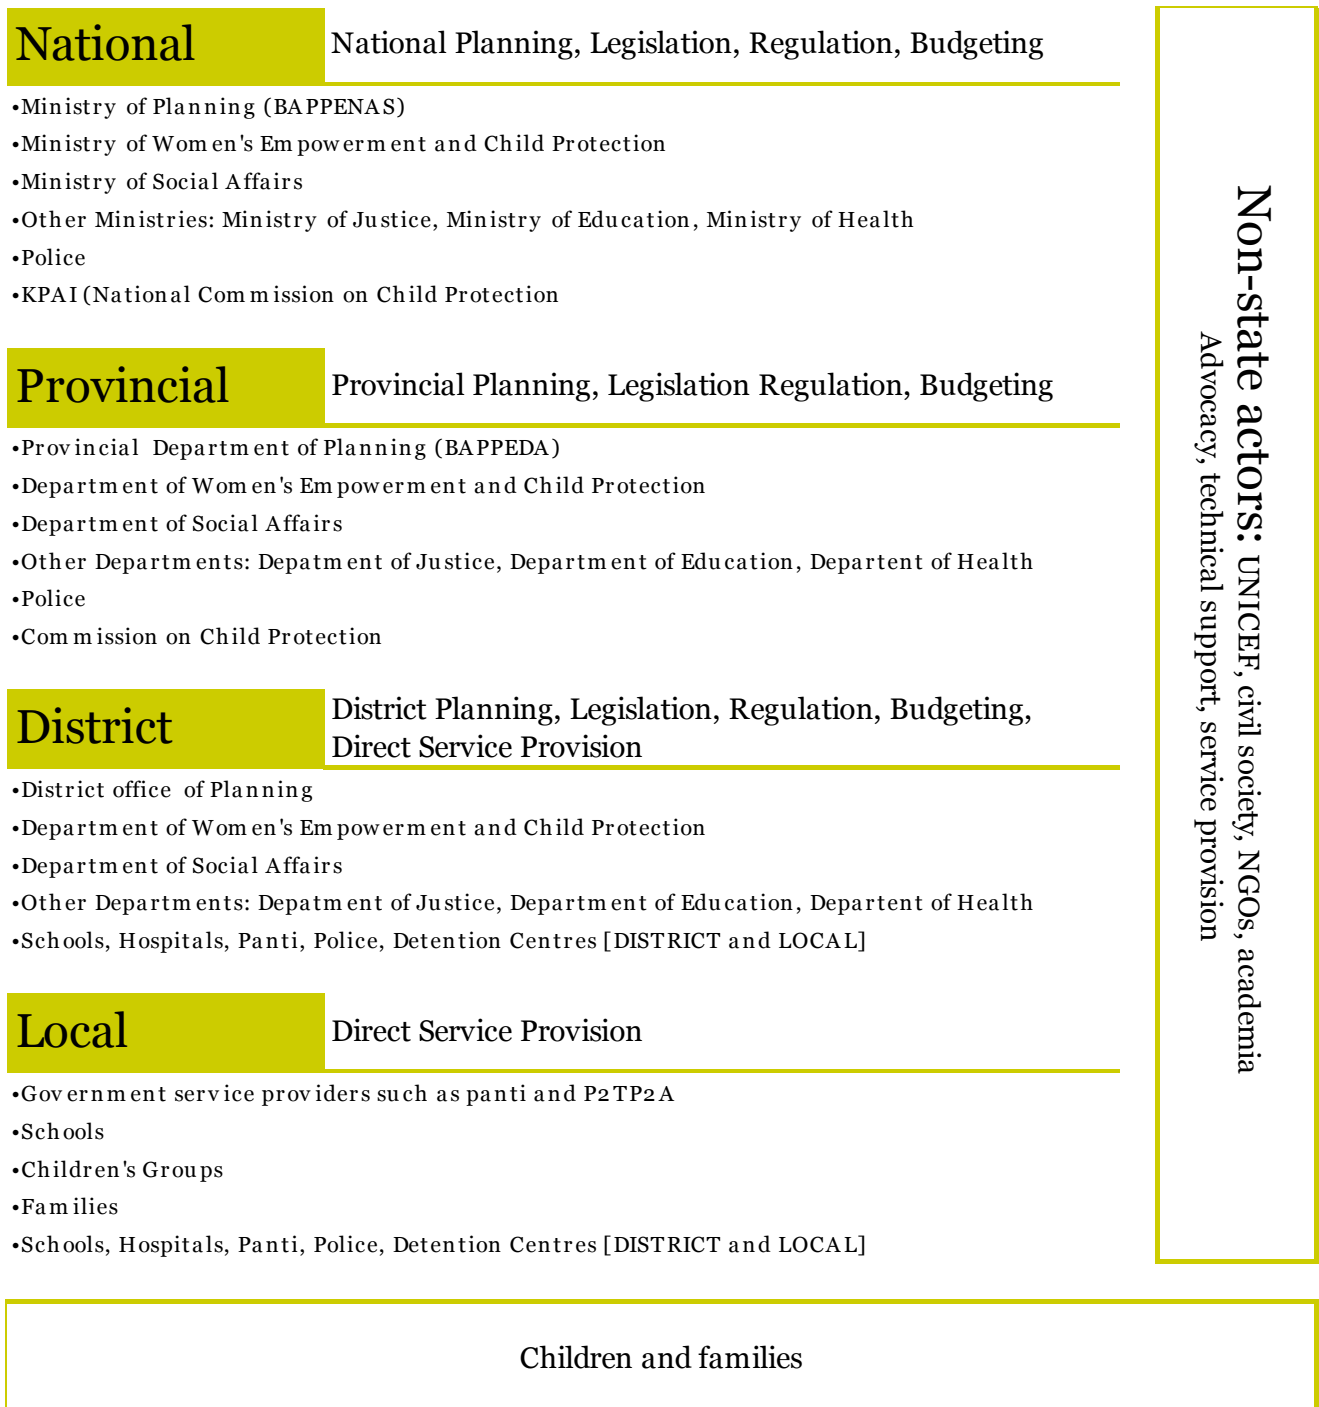 National
National Planning, Legislation, Regulation, Budgeting
•Ministry of Planning (BAPPENAS)
•Ministry of Women's Empowerment and Child Protection
•Ministry of Social Affairs
•Other Ministries: Ministry of Justice, Ministry of Education, Ministry of Health
•Police
•KPAI (National Commission on Child Protection
Provincial
Provincial Planning, Legislation Regulation, Budgeting
•Provincial Department of Planning (BAPPEDA)
•Department of Women's Empowerment and Child Protection
•Department of Social Affairs
•Other Departments: Depatment of Justice, Department of Education, Departent of Health
•Police
•Commission on Child Protection
District
District Planning, Legislation, Regulation, Budgeting,
Direct Service Provision
•District office of Planning
•Department of Women's Empowerment and Child Protection
•Department of Social Affairs
•Other Departments: Depatment of Justice, Department of Education, Departent of Health
•Schools, Hospitals, Panti, Police, Detention Centres [DISTRICT and LOCAL]
Local
Direct Service Provision
•Government service providers such as panti and P2TP2A
•Schools
•Children's Groups
•Families
•Schools, Hospitals, Panti, Police, Detention Centres [DISTRICT and LOCAL]
Non-state actors: UNICEF, civil society, NGOs, academia
Advocacy, technical support, service provision
Children and families